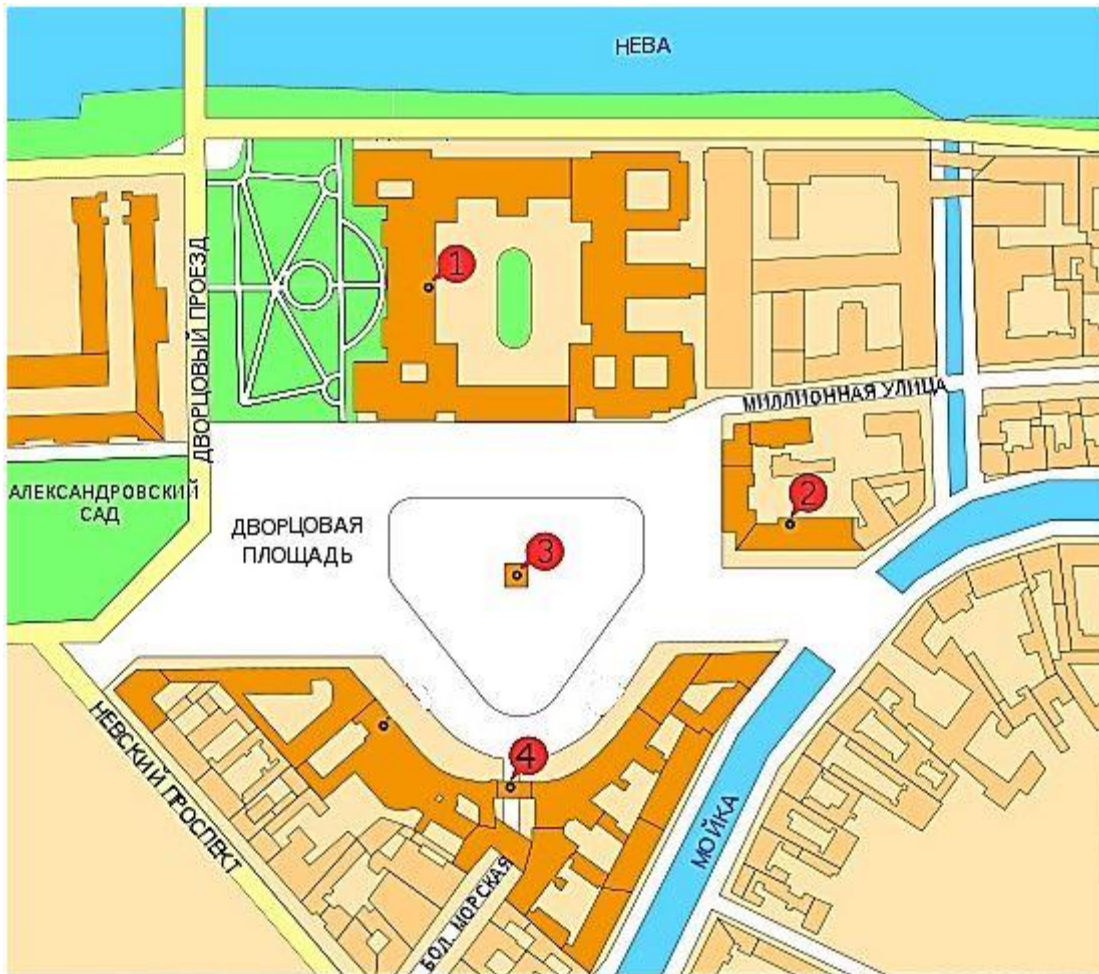 НЕВА
1
ДВОРЦОВЫЙ ПРОЕЗД
МИЛЛИОННАЯ УЛИЦА
АЛЕКСАНДРОВСКИЙ
САД
2
ДВОРЦОВАЯ
ПЛОЩАДЬ
3
4
НЕВСКИЙ ПРОСПЕКТ
МОЙКА
БОЛ. МОРСКАЯ